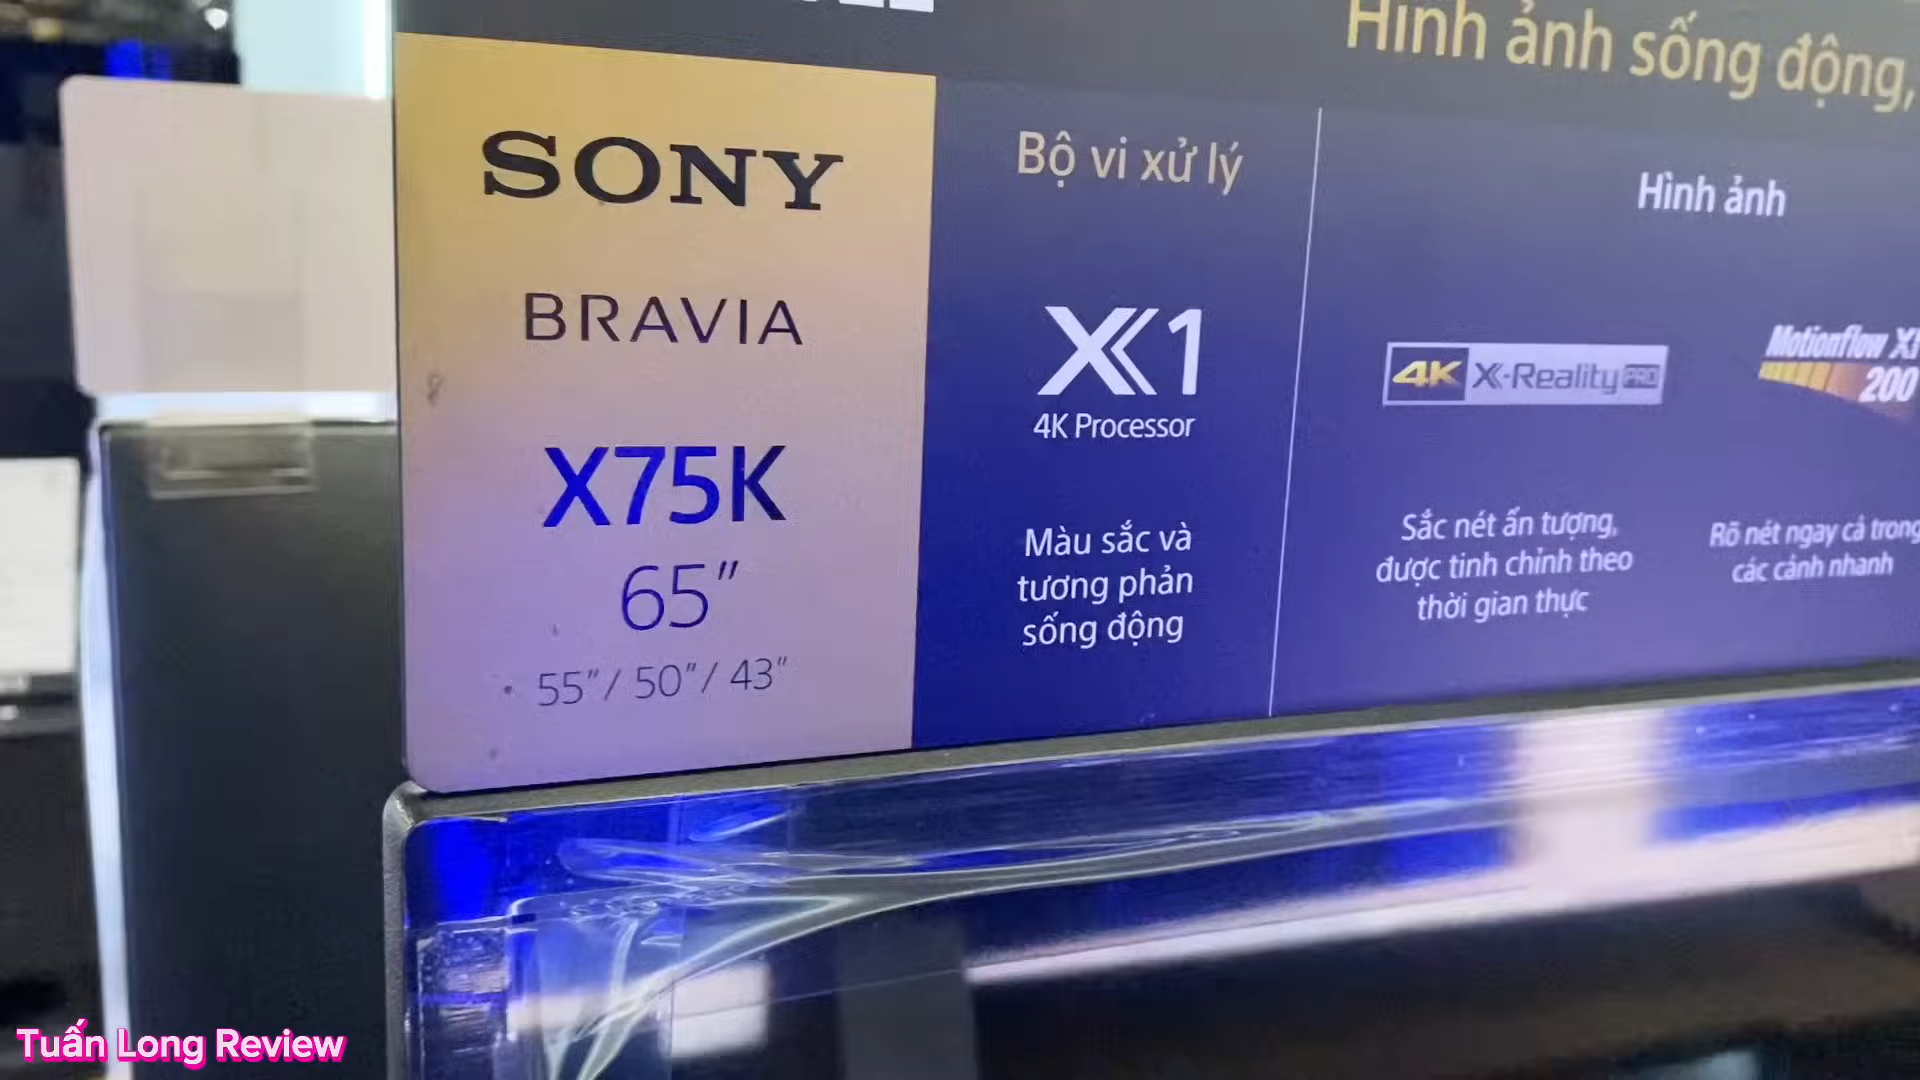 Hình ảnh sống động,
SONY
BRAVIA
X75K
65"
55"/ 50"/ 43"
Bộ vi xử lý
X1
4K Processor
Màu sắc và
tương phản
sống động
Hình ảnh
4K X-Reality PRO
Sắc nét ấn tượng,
được tinh chỉnh theo
thời gian thực
Motionflow
200
Rõ nét ngay cả trong
các cảnh nhanh
Tuấn Long Review